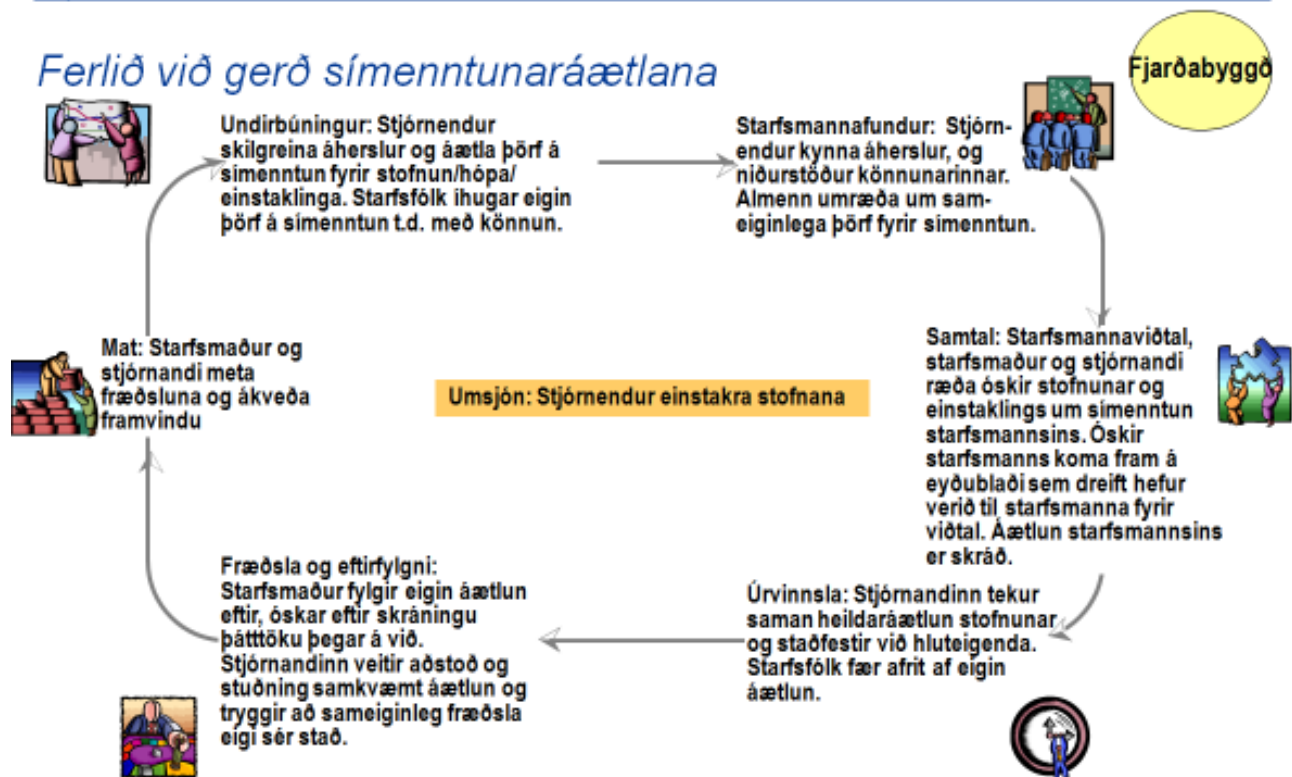 Ferlið við gerð símenntunaráætlana
Fjarðabyggð
Undirbúningur: Stjórnendur
skilgreina áherslur og áætla þörf á
símenntun fyrir stofnun/hópa/
einstaklinga. Starfsfólk íhugar eigin
þörf á símenntun t.d. með könnun.
Starfsmannafundur: Stjórn-
endur kynna áherslur, og
niðurstöður könnunarinnar.
Almenn umræða um sam-
eiginlega þörf fyrir símenntun.
Samtal: Starfsmannaviðtal,
starfsmaður og stjórnandi
ræða óskir stofnunar og
einstaklings um símenntun
starfsmannsins. Óskir
starfsmanns koma fram á
eyðublaði sem dreift hefur
verið til starfsmanna fyrir
viðtal. Áætlun starfsmannsins
er skráð.
Mat: Starfsmaður og
stjórnandi meta
fræðsluna og ákveða
framvindu
Umsjón: Stjórnendur einstakra stofnana
Fræðsla og eftirfylgni:
Starfsmaður fylgir eigin áætlun
eftir, óskar eftir skráningu
þátttöku þegar á við.
Stjórnandinn veitir aðstoð og
stuðning samkvæmt áætlun og
tryggir að sameiginleg fræðsla
eigi sér stað.
Úrvinnsla: Stjórnandinn tekur
saman heildaráætlun stofnunar
og staðfestir við hluteigenda.
Starfsfólk fær afrit af eigin
áætlun.